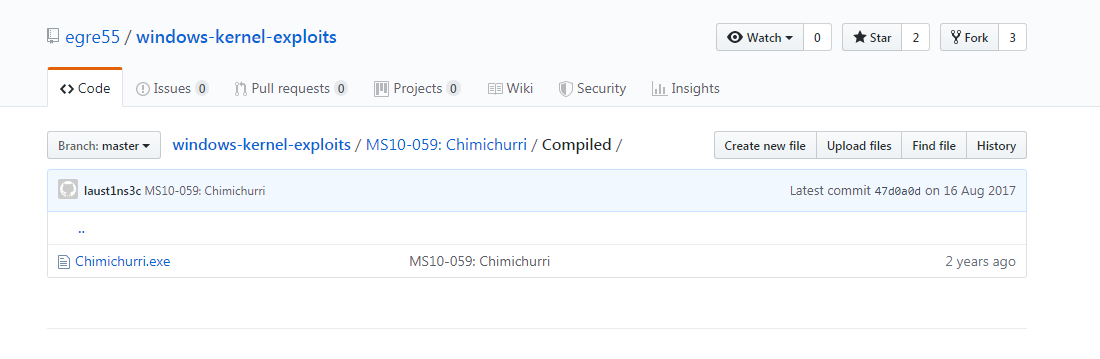 egre55 / windows-kernel-exploits
Watch 0 Star 2 Fork 3
Code Issues 0 Pull requests 0 Projects 0 Wiki Security Insights
Branch: master windows-kernel-exploits / MS10-059: Chimichurri / Compiled / Create new file Upload files Find file History
laust1ns3c MS10-059: Chimichurri Latest commit 47d0a0d on 16 Aug 2017
..
Chimichurri.exe MS10-059: Chimichurri 2 years ago